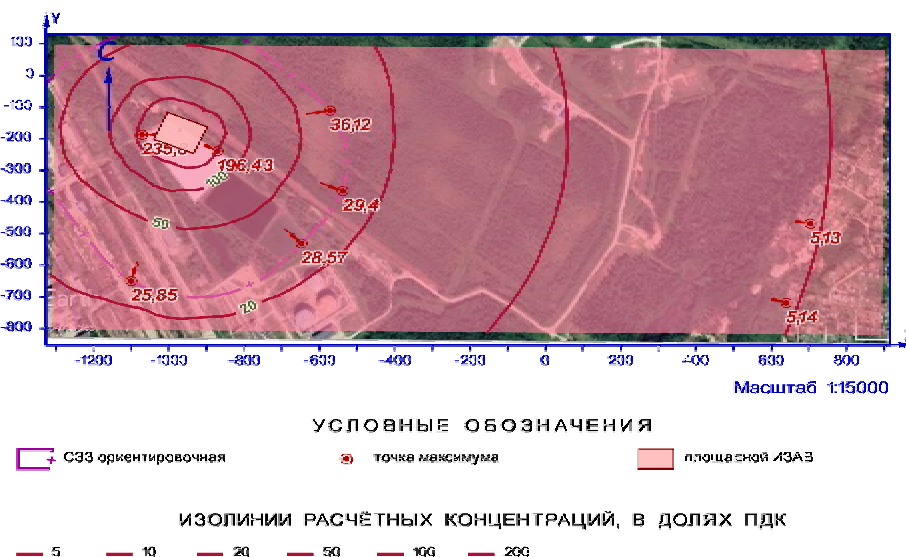 Y
100
0
-100
-200
-300
-400
-500
-600
-700
-800
С
36,12
196,43
100
29,4
50
28,57
5,13
25,85
20
5,14
-1200 -1000 -800 -600 -400 -200 0 200 400 600 800
Масштаб 1:15000
УСЛОВНЫЕ ОБОЗНАЧЕНИЯ
СЗЗ ориентировочная точка максимума площадной ИЗАВ
ИЗОЛИНИИ РАСЧЁТНЫХ КОНЦЕНТРАЦИЙ, В ДОЛЯХ ПДК
5 10 20 50 100 200